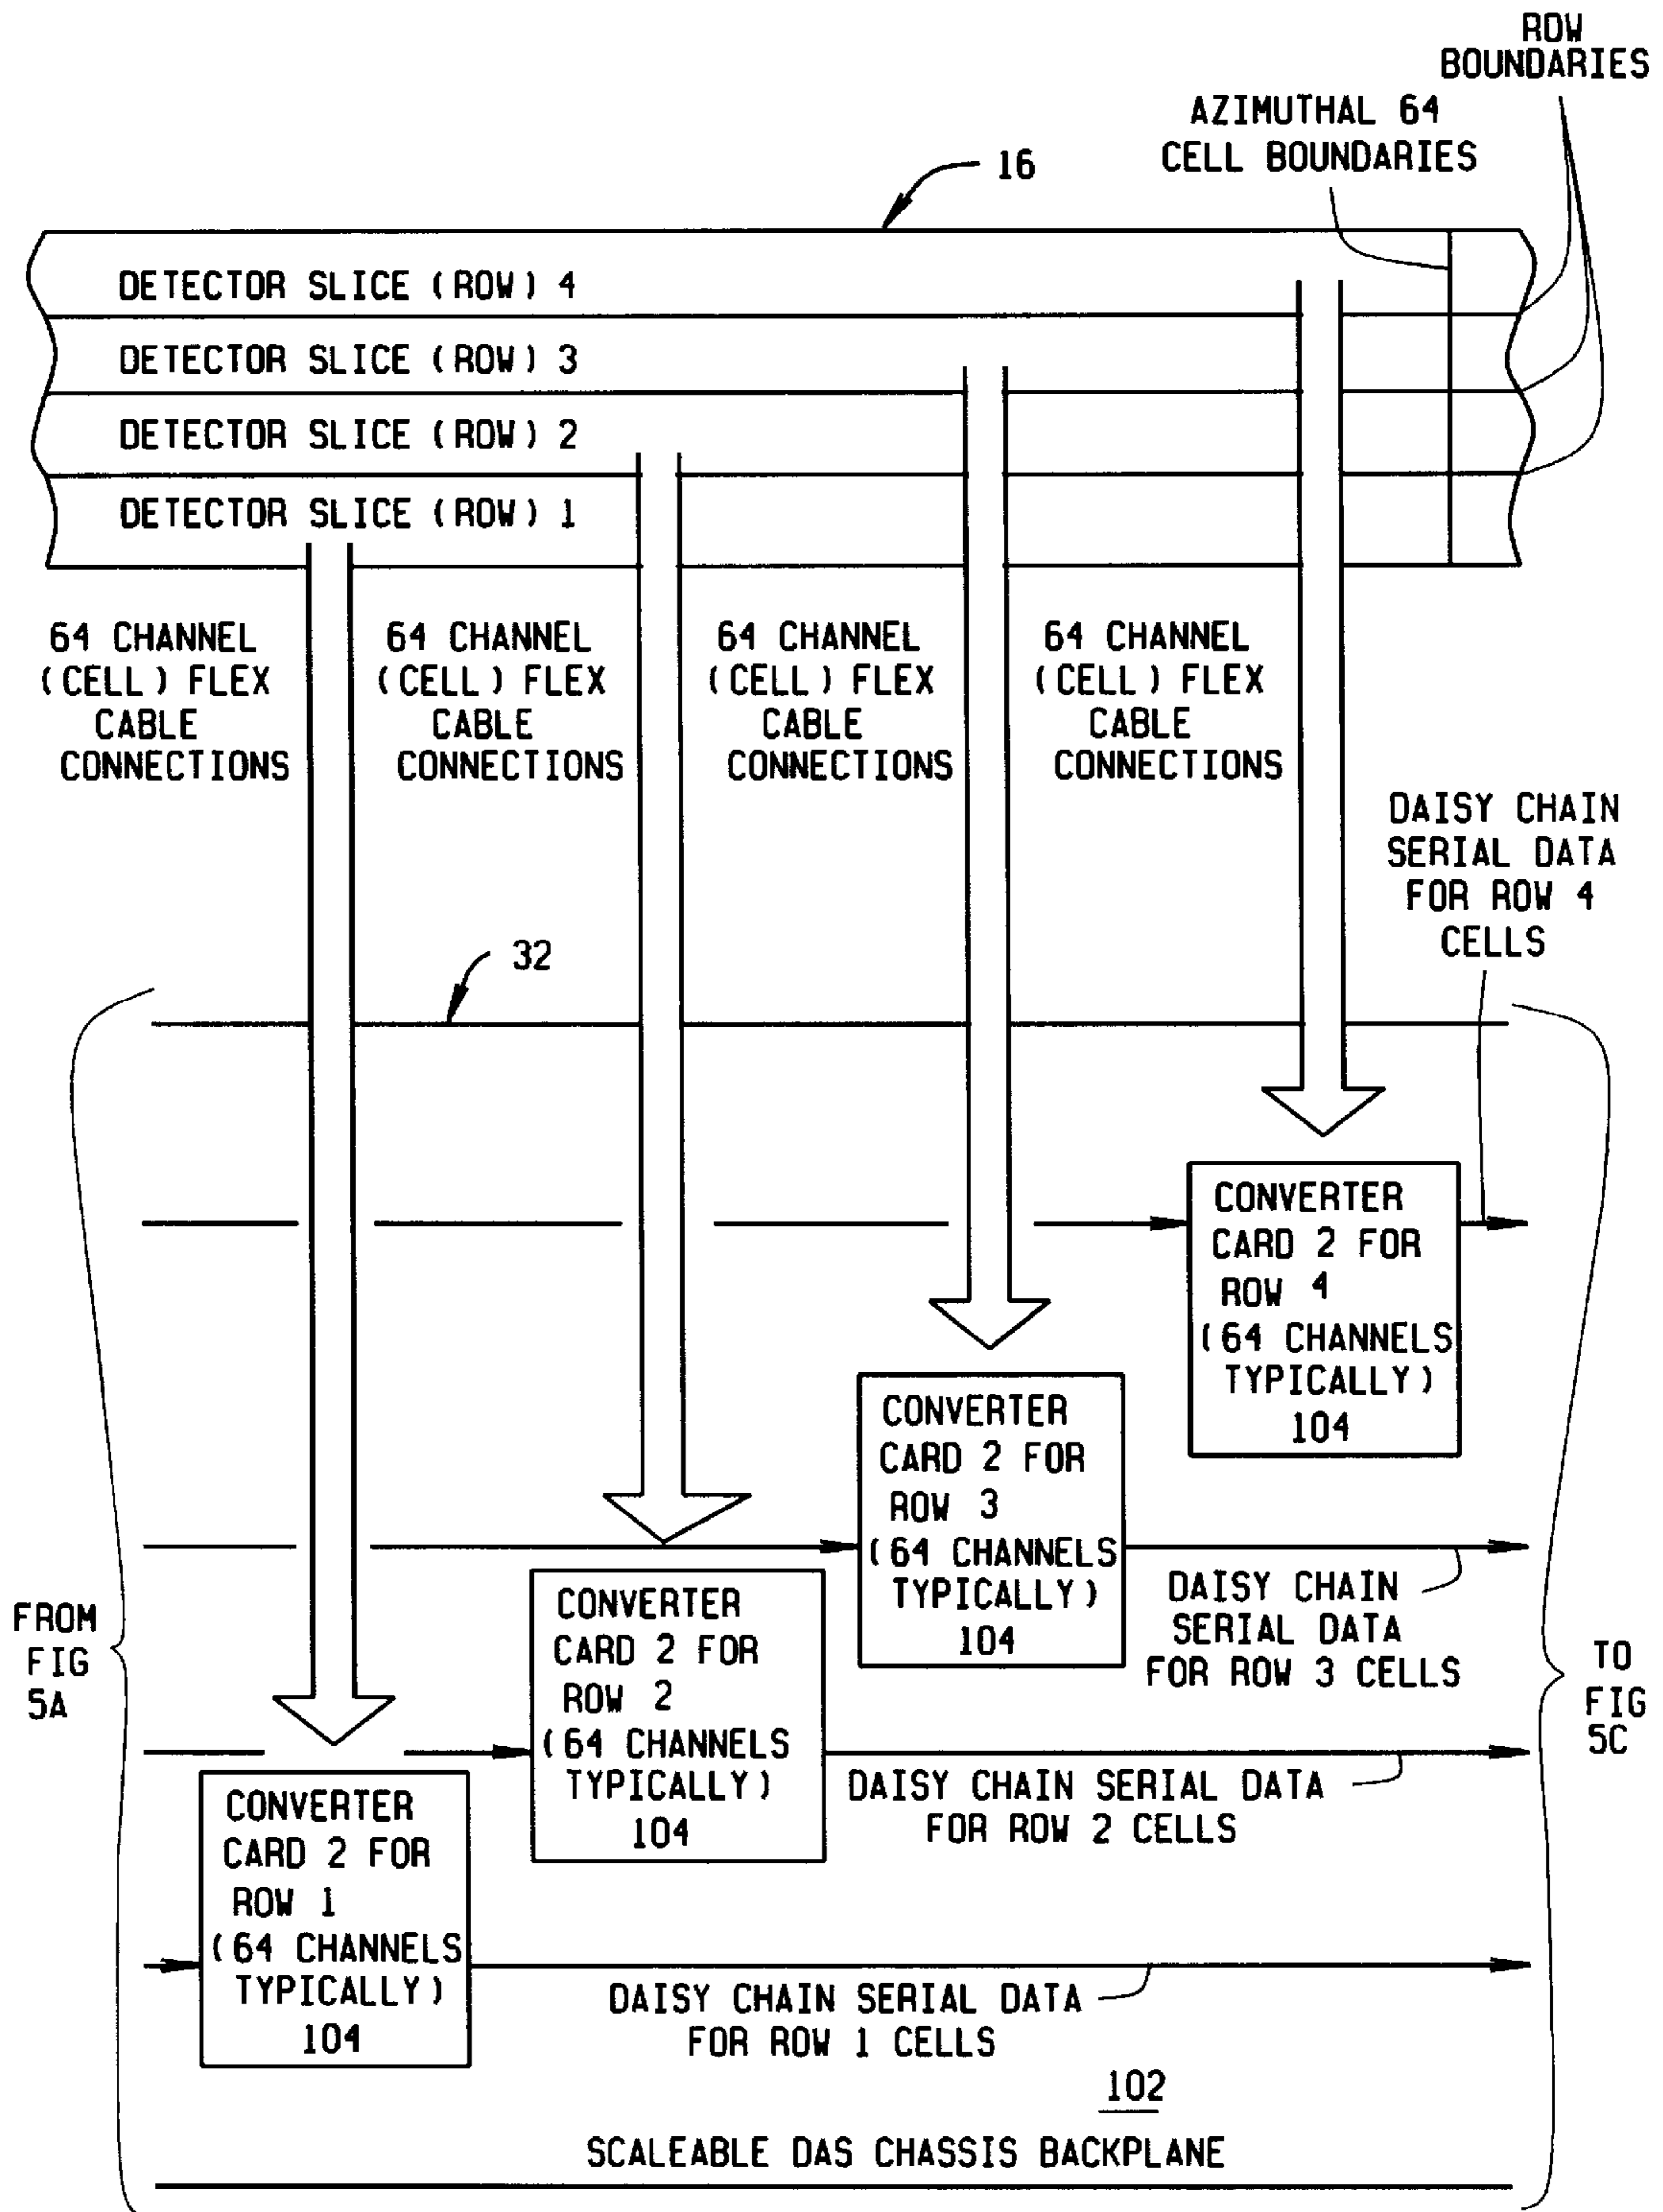 ROW
BOUNDARIES
AZIMUTHAL 64
CELL BOUNDARIES
16
DETECTOR SLICE (ROW) 4
DETECTOR SLICE (ROW) 3
DETECTOR SLICE (ROW) 2
DETECTOR SLICE (ROW) 1
64 CHANNEL
(CELL) FLEX
CABLE
CONNECTIONS
64 CHANNEL
(CELL) FLEX
CABLE
CONNECTIONS
64 CHANNEL
(CELL) FLEX
CABLE
CONNECTIONS
64 CHANNEL
(CELL) FLEX
CABLE
CONNECTIONS
DAISY CHAIN
SERIAL DATA
FOR ROW 4
CELLS
32
CONVERTER
CARD 2 FOR
ROW 4
(64 CHANNELS
TYPICALLY)
104
CONVERTER
CARD 2 FOR
ROW 3
(64 CHANNELS
TYPICALLY)
104
DAISY CHAIN
SERIAL DATA
FOR ROW 3 CELLS
FROM
FIG
5A
TO
FIG
5C
CONVERTER
CARD 2 FOR
ROW 2
(64 CHANNELS
TYPICALLY)
104
DAISY CHAIN SERIAL DATA
FOR ROW 2 CELLS
CONVERTER
CARD 2 FOR
ROW 1
(64 CHANNELS
TYPICALLY)
104
DAISY CHAIN SERIAL DATA
FOR ROW 1 CELLS
102
SCALEABLE DAS CHASSIS BACKPLANE